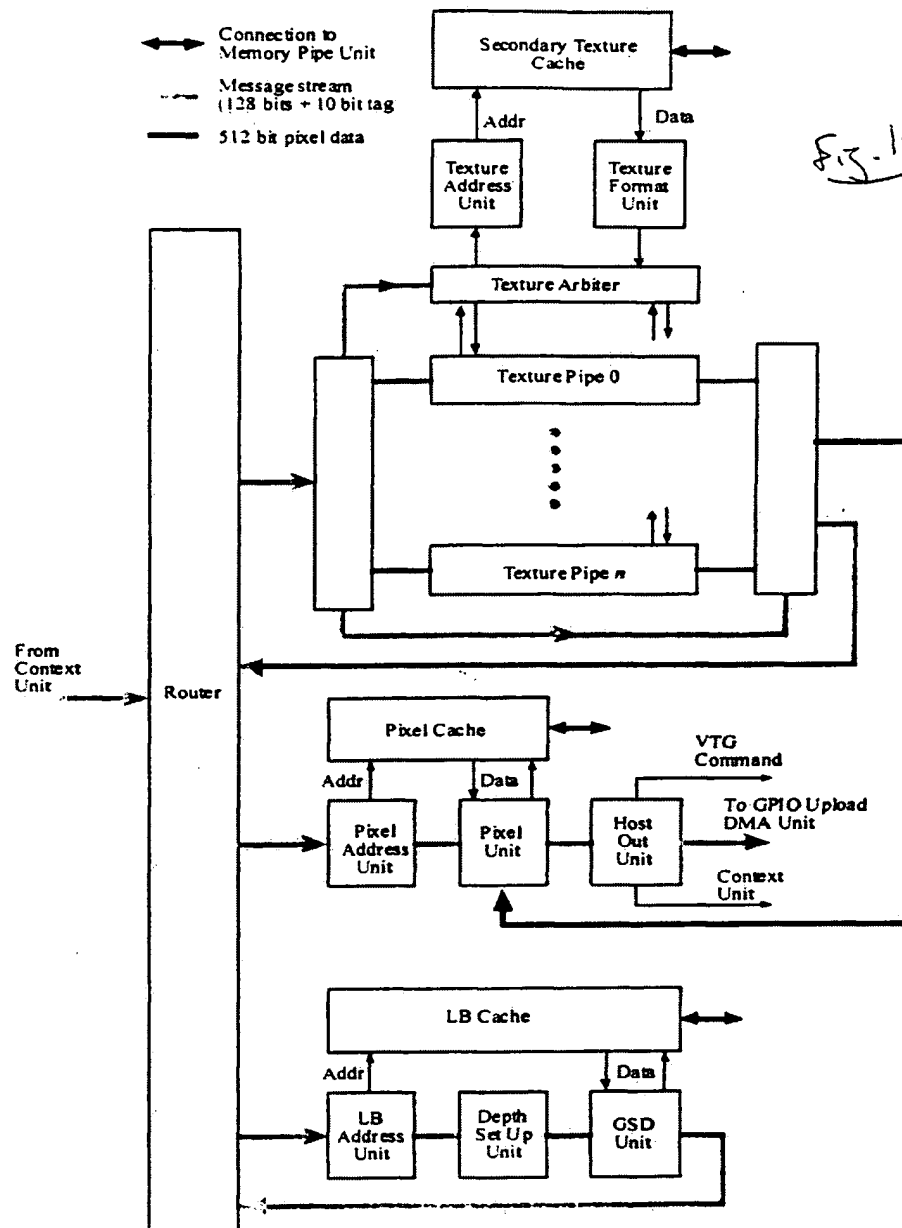 Connection to
Memory Pipe Unit
Message stream
(128 bits + 10 bit tag
512 bit pixel data
Secondary Texture
Cache
Addr
Data
Texture
Address
Unit
Texture
Format
Unit
Texture Arbiter
Texture Pipe 0
Texture Pipe n
From
Context
Unit
Router
Pixel Cache
Addr
Data
Pixel
Address
Unit
Pixel
Unit
Host
Out
Unit
VTG
Command
To GPIO Upload
DMA Unit
Context
Unit
LB Cache
Addr
Data
LB
Address
Unit
Depth
Set Up
Unit
GSD
Unit